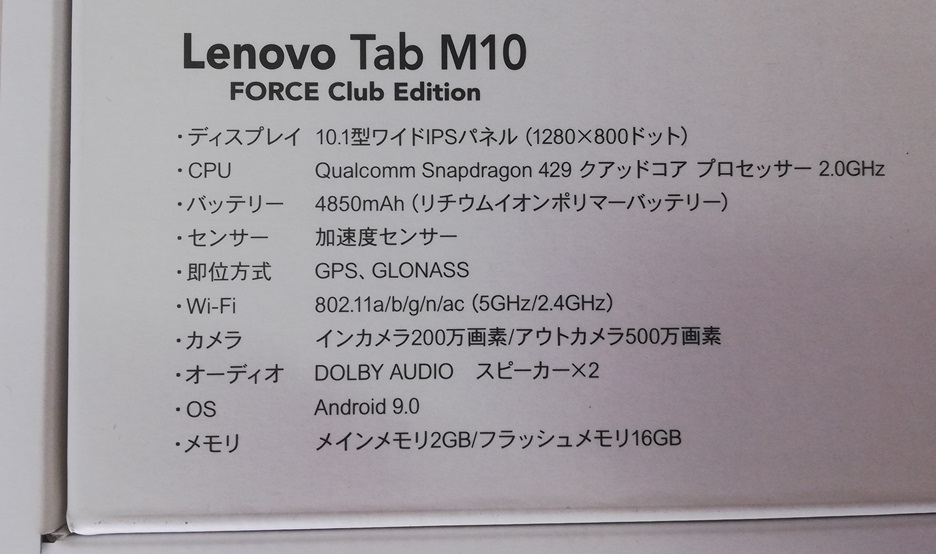 Lenovo Tab M10
FORCE Club Edition
・ディスプレイ 10.1型ワイドIPSパネル（1280×800ドット）
・CPU Qualcomm Snapdragon 429 クアッドコア プロセッサー 2.0GHz
・バッテリー 4850mAh（リチウムイオンポリマーバッテリー）
・センサー 加速度センサー
・即位方式 GPS、GLONASS
・Wi-Fi 802.11a/b/g/n/ac（5GHz/2.4GHz）
・カメラ インカメラ200万画素/アウトカメラ500万画素
・オーディオ DOLBY AUDIO スピーカー×2
・OS Android 9.0
・メモリ メインメモリ2GB/フラッシュメモリ16GB